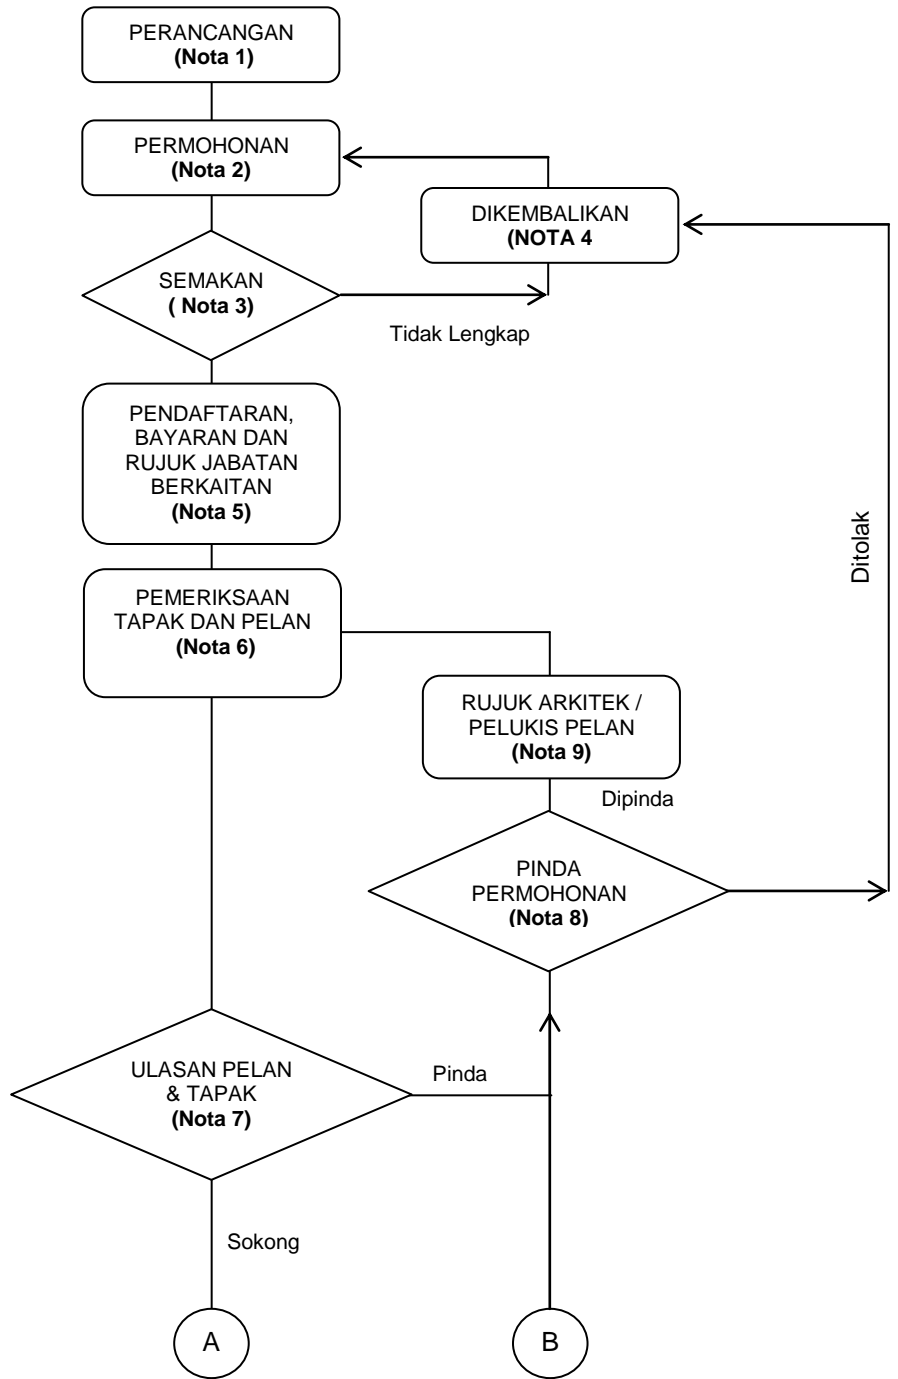 PERANCANGAN
(Nota 1)
PERMOHONAN
(Nota 2)
DIKEMBALIKAN
(NOTA 4
SEMAKAN
( Nota 3)
Tidak Lengkap
PENDAFTARAN,
BAYARAN DAN
RUJUK JABATAN
BERKAITAN
(Nota 5)
Ditolak
PEMERIKSAAN
TAPAK DAN PELAN
(Nota 6)
RUJUK ARKITEK /
PELUKIS PELAN
(Nota 9)
Dipinda
PINDA
PERMOHONAN
(Nota 8)
ULASAN PELAN
& TAPAK
(Nota 7)
Pinda
Sokong
A
B